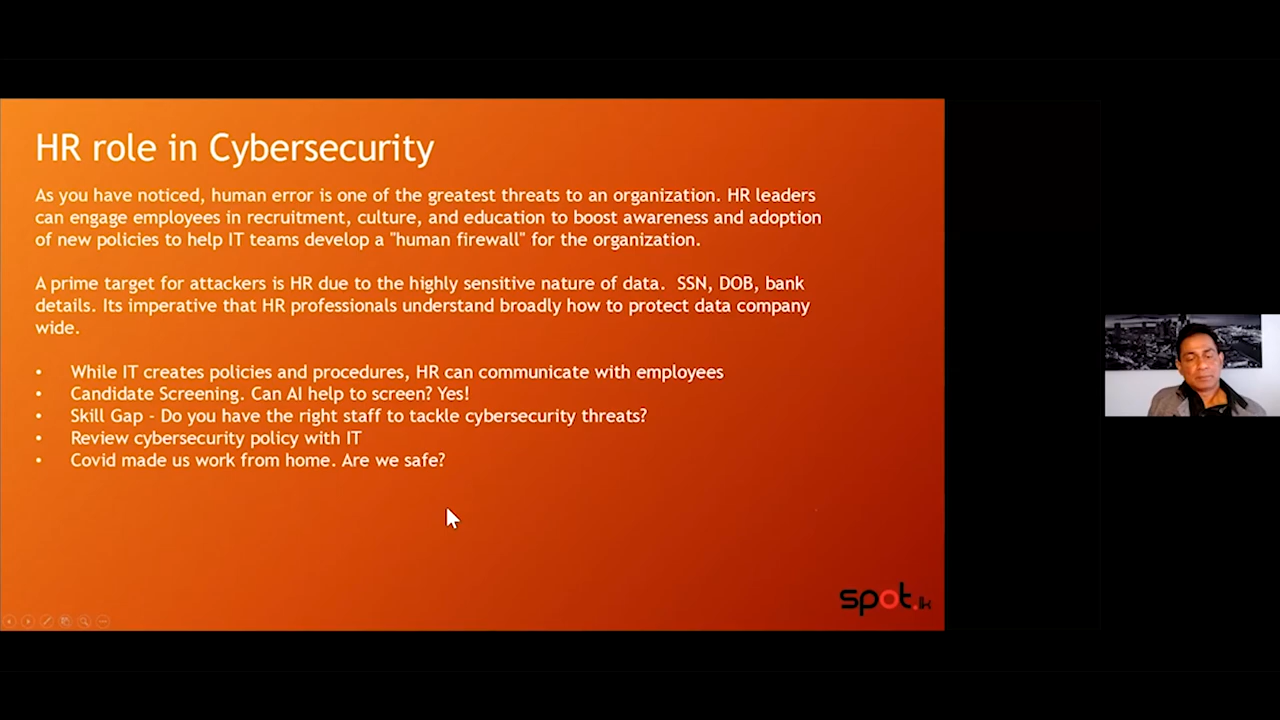 HR role in Cybersecurity
As you have noticed, human error is one of the greatest threats to an organization. HR leaders
can engage employees in recruitment, culture, and education to boost awareness and adoption
of new policies to help IT teams develop a "human firewall" for the organization.
A prime target for attackers is HR due to the highly sensitive nature of data.  SSN, DOB, bank
details. Its imperative that HR professionals understand broadly how to protect data company
wide.
• While IT creates policies and procedures, HR can communicate with employees
• Candidate Screening. Can AI help to screen? Yes!
• Skill Gap - Do you have the right staff to tackle cybersecurity threats?
• Review cybersecurity policy with IT
• Covid made us work from home. Are we safe?
spot.lk